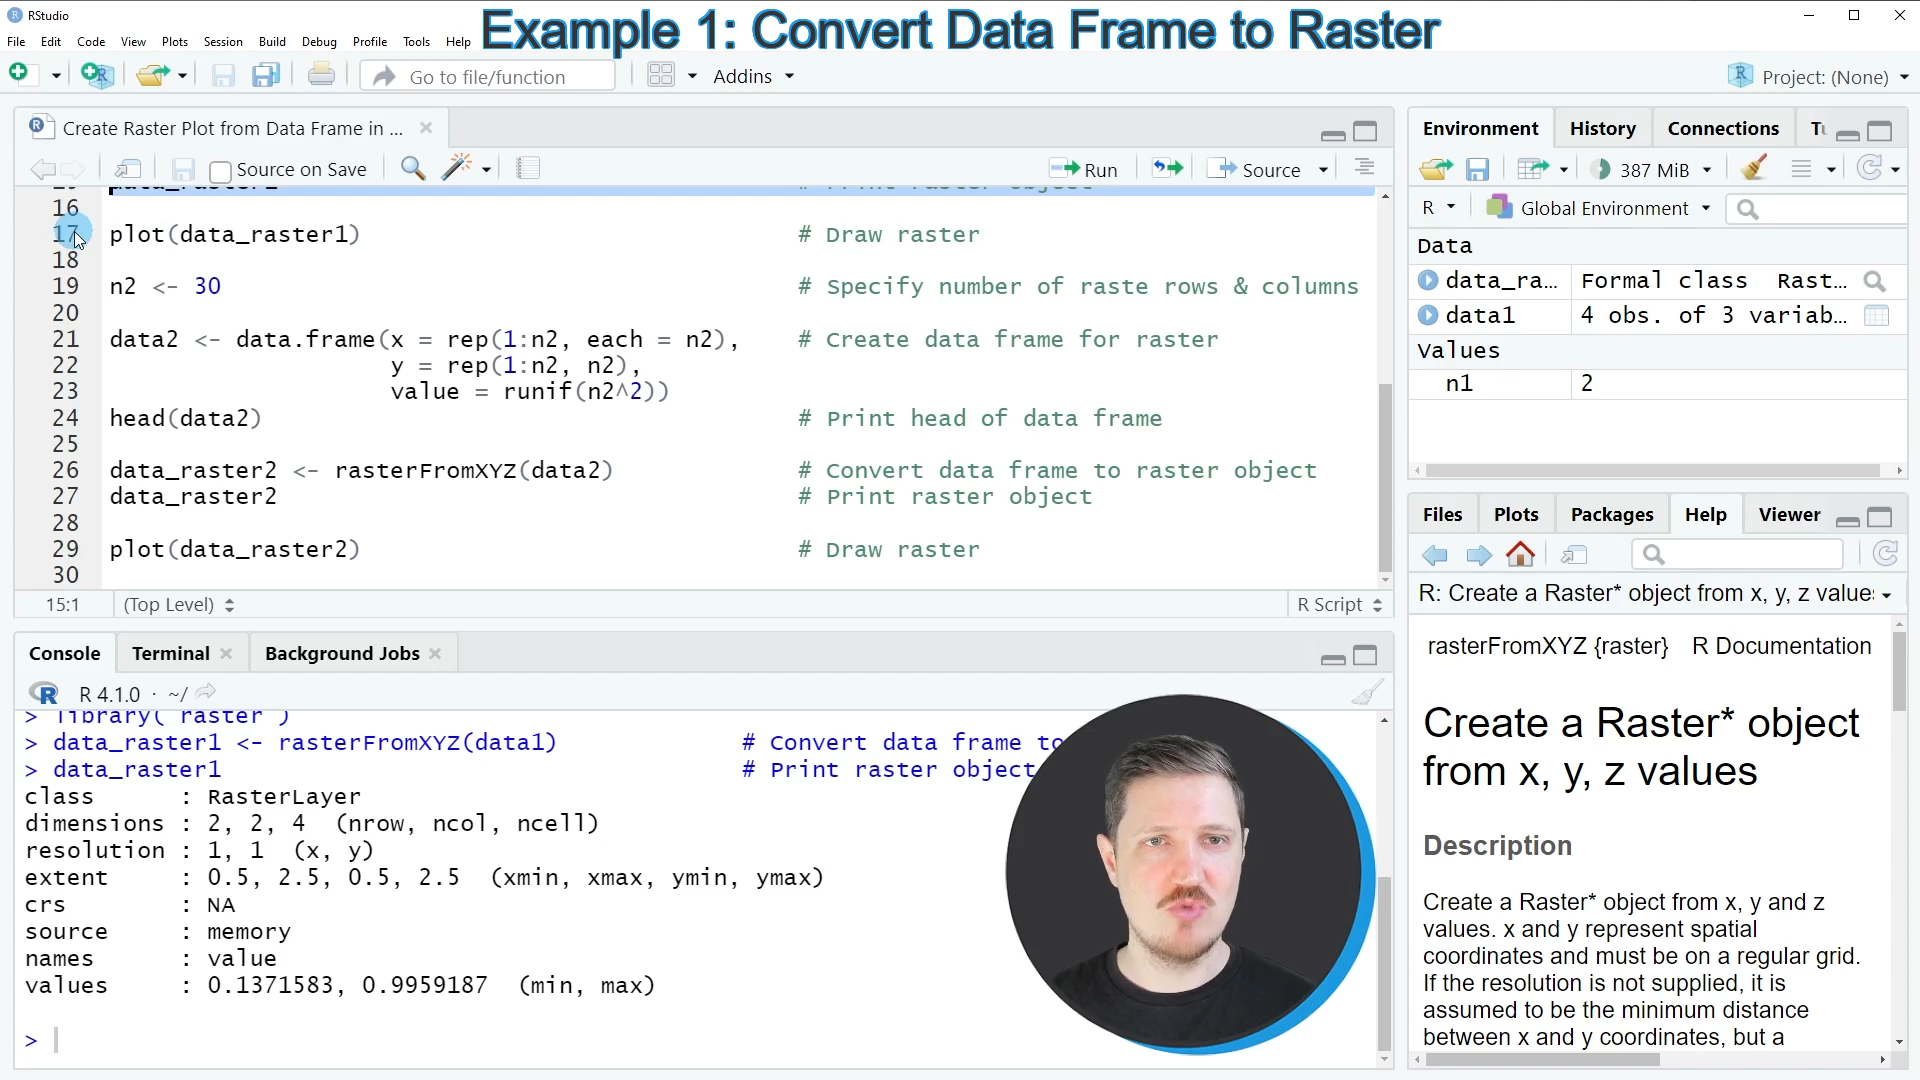 RStudio
Example 1: Convert Data Frame to Raster
File Edit Code View Plots Session Build Debug Profile Tools Help
Go to file/function
Addins
Project: (None)
Create Raster Plot from Data Frame in ...
Source on Save
Run
Source
16
17 plot(data_raster1) # Draw raster
18
19 n2 <- 30 # Specify number of raste rows & columns
20
21 data2 <- data.frame(x = rep(1:n2, each = n2), # Create data frame for raster
22 y = rep(1:n2, n2),
23 value = runif(n2^2))
24 head(data2) # Print head of data frame
25
26 data_raster2 <- rasterFromXYZ(data2) # Convert data frame to raster object
27 data_raster2 # Print raster object
28
29 plot(data_raster2) # Draw raster
30
15:1 (Top Level) R Script
Console Terminal Background Jobs
R 4.1.0 · ~/
> library("raster")
> data_raster1 <- rasterFromXYZ(data1) # Convert data frame to
> data_raster1 # Print raster object
class : RasterLayer
dimensions : 2, 2, 4 (nrow, ncol, ncell)
resolution : 1, 1 (x, y)
extent : 0.5, 2.5, 0.5, 2.5 (xmin, xmax, ymin, ymax)
crs : NA
source : memory
names : value
values : 0.1371583, 0.9959187 (min, max)
>
Environment History Connections
387 MiB
R Global Environment
Data
data_ra... Formal class Rast...
data1 4 obs. of 3 variab...
Values
n1 2
Files Plots Packages Help Viewer
R: Create a Raster* object from x, y, z value
rasterFromXYZ {raster} R Documentation
Create a Raster* object
from x, y, z values
Description
Create a Raster* object from x, y and z
values. x and y represent spatial
coordinates and must be on a regular grid.
If the resolution is not supplied, it is
assumed to be the minimum distance
between x and y coordinates, but a